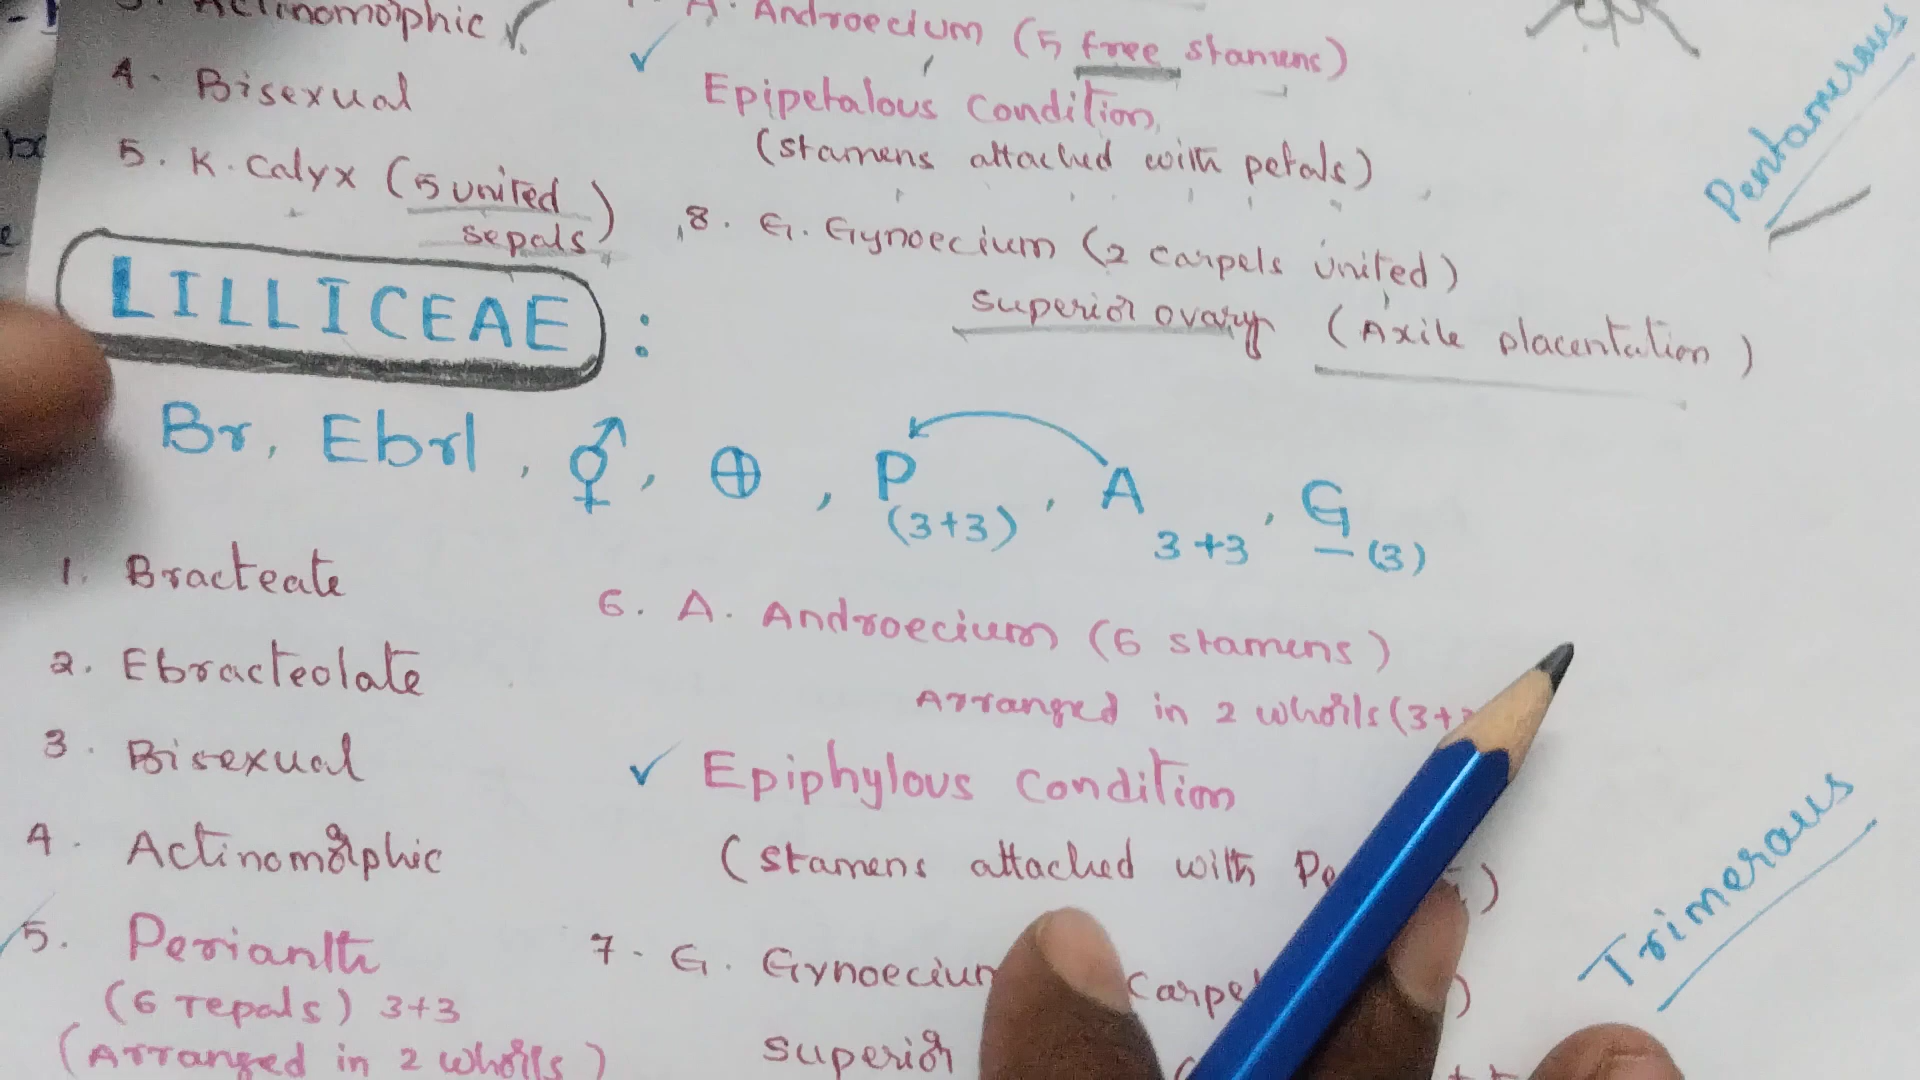 Actinomorphic
4. Bisexual
5. K. Calyx (5 united
sepals)
A. Androecium (5 free stamens)
Epipetalous Condition,
(stamens attached with petals)
8. G. Gynoecium (2 carpels united)
superior ovary (Axile placentation)
Pentamerous
LILLICEAE :
Br, Ebrl, ⚥, ⊕, P (3+3), A 3+3, G (3)
1. Bracteate
2. Ebracteolate
3. Bisexual
4. Actinomorphic
5. Perianth
(6 Tepals) 3+3
(Arranged in 2 whorls)
6. A. Androecium (6 stamens)
Arranged in 2 whorls (3+
Epiphylous Condition
(stamens attached with
7. G. Gynoecium
superior
Trimerous